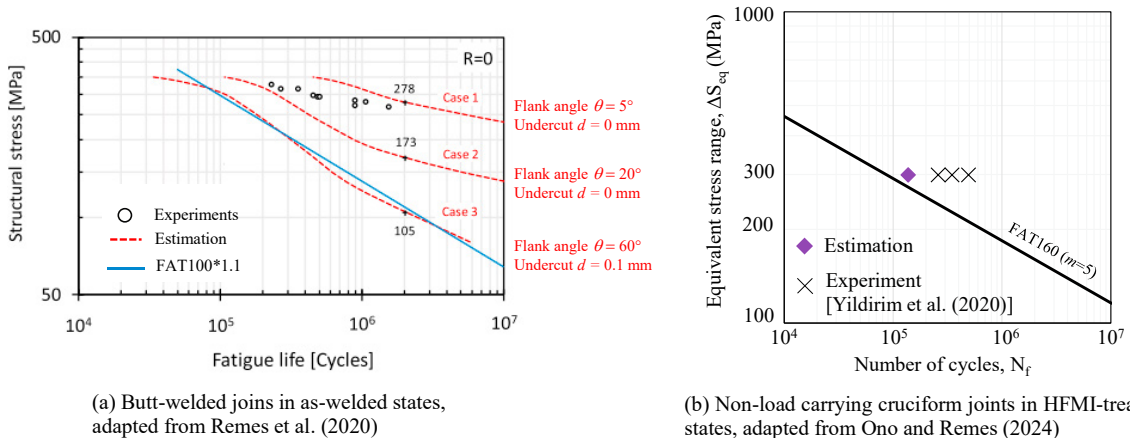 500
50
10⁴
10⁵
10⁶
10⁷
Structural stress [MPa]
Fatigue life [Cycles]
R=0
278
Case 1
173
Case 2
Case 3
105
Experiments
Estimation
FAT100*1.1
Flank angle θ = 5°
Undercut d = 0 mm
Flank angle θ = 20°
Undercut d = 0 mm
Flank angle θ = 60°
Undercut d = 0.1 mm
(a) Butt-welded joins in as-welded states,
adapted from Remes et al. (2020)
1000
300
200
100
10⁴
10⁵
10⁶
10⁷
Equivalent stress range, ΔS_eq (MPa)
Number of cycles, N_f
FAT160 (m=5)
Estimation
Experiment
[Yildirim et al. (2020)]
(b) Non-load carrying cruciform joints in HFMI-trea
states, adapted from Ono and Remes (2024)